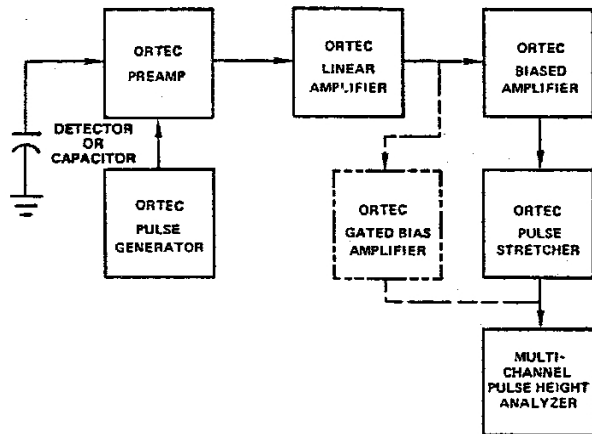 ORTEC
PREAMP
ORTEC
LINEAR
AMPLIFIER
ORTEC
BIASED
AMPLIFIER
DETECTOR
OR
CAPACITOR
ORTEC
PULSE
GENERATOR
ORTEC
GATED BIAS
AMPLIFIER
ORTEC
PULSE
STRETCHER
MULTI-
CHANNEL
PULSE HEIGHT
ANALYZER